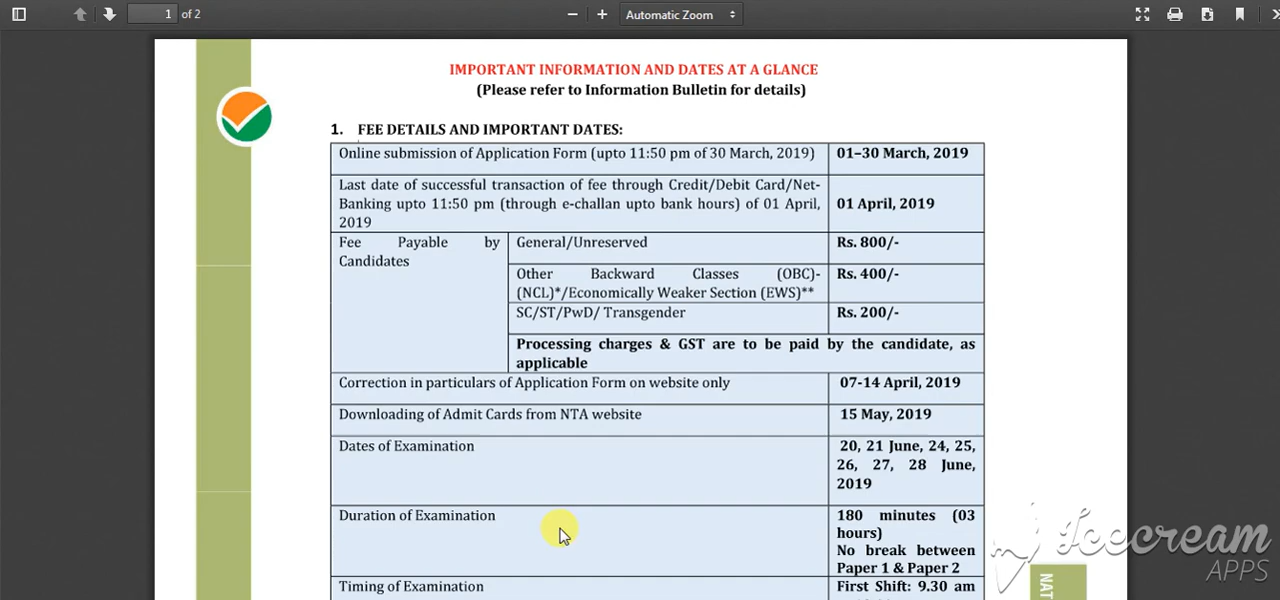 1 of 2
Automatic Zoom
IMPORTANT INFORMATION AND DATES AT A GLANCE
(Please refer to Information Bulletin for details)
1. FEE DETAILS AND IMPORTANT DATES:
Online submission of Application Form (upto 11:50 pm of 30 March, 2019) 01–30 March, 2019
Last date of successful transaction of fee through Credit/Debit Card/Net-
Banking upto 11:50 pm (through e-challan upto bank hours) of 01 April,
2019
01 April, 2019
Fee Payable by
Candidates
General/Unreserved Rs. 800/-
Other Backward Classes (OBC)-
(NCL)*/Economically Weaker Section (EWS)**
Rs. 400/-
SC/ST/PwD/ Transgender Rs. 200/-
Processing charges & GST are to be paid by the candidate, as
applicable
Correction in particulars of Application Form on website only 07-14 April, 2019
Downloading of Admit Cards from NTA website 15 May, 2019
Dates of Examination
20, 21 June, 24, 25,
26, 27, 28 June,
2019
Duration of Examination
180 minutes (03
hours)
No break between
Paper 1 & Paper 2
Timing of Examination First Shift: 9.30 am
Icecream
APPS
NAT